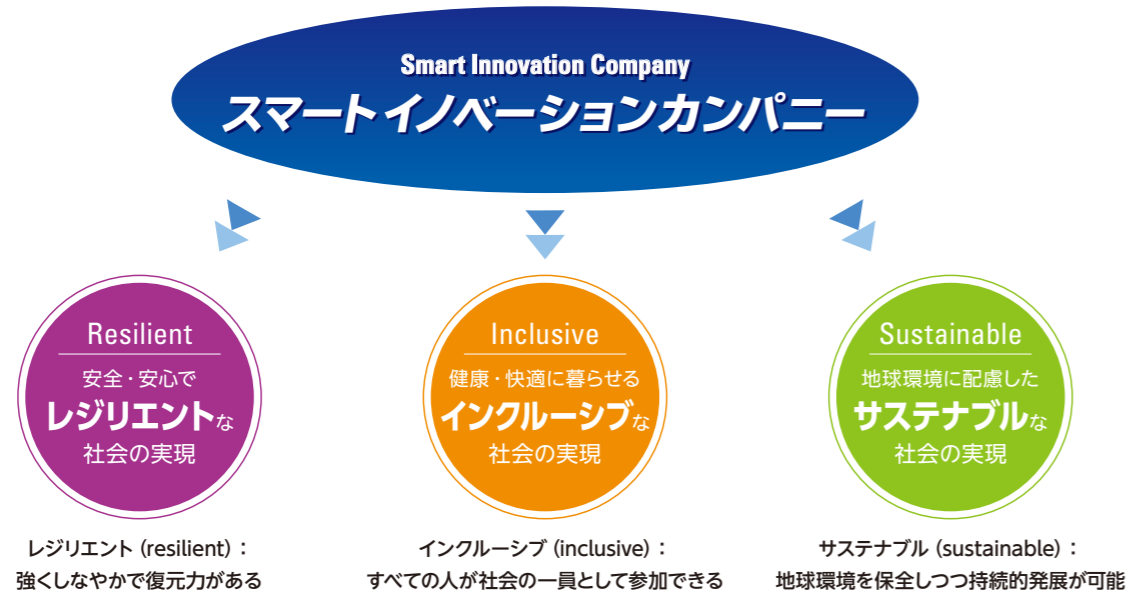 Smart Innovation Company
スマートイノベーションカンパニー
Resilient
安全・安心で
レジリエントな
社会の実現
Inclusive
健康・快適に暮らせる
インクルーシブな
社会の実現
Sustainable
地球環境に配慮した
サステナブルな
社会の実現
レジリエント（resilient）：
強くしなやかで復元力がある
インクルーシブ（inclusive）：
すべての人が社会の一員として参加できる
サステナブル（sustainable）：
地球環境を保全しつつ持続的発展が可能